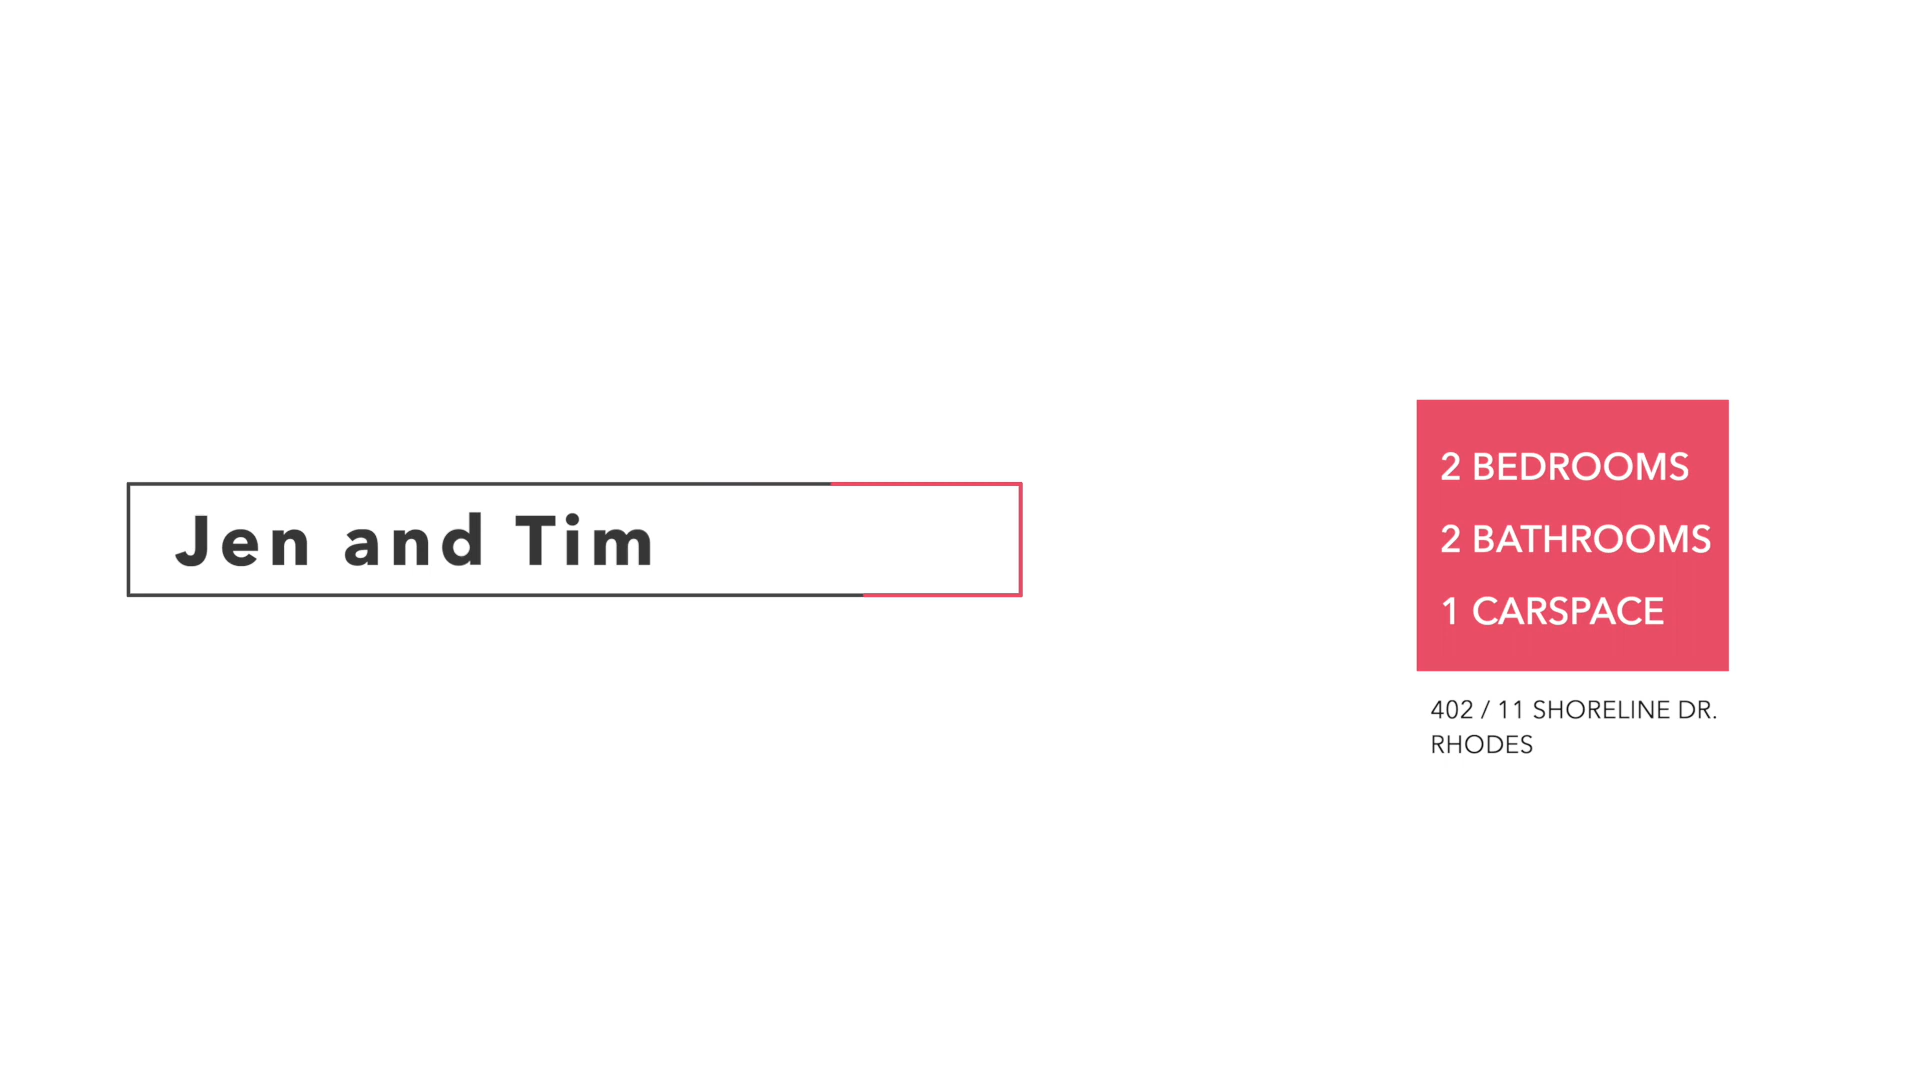 Jen and Tim
2 BEDROOMS
2 BATHROOMS
1 CARSPACE
402 / 11 SHORELINE DR.
RHODES